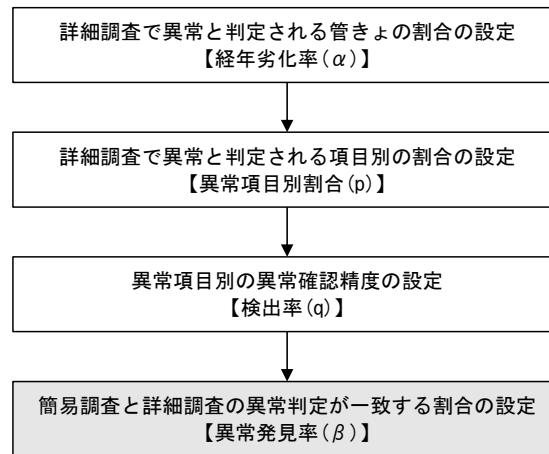 詳細調査で異常と判定される管きょの割合の設定
【経年劣化率(α)】
詳細調査で異常と判定される項目別の割合の設定
【異常項目別割合(p)】
異常項目別の異常確認精度の設定
【検出率(q)】
簡易調査と詳細調査の異常判定が一致する割合の設定
【異常発見率(β)】